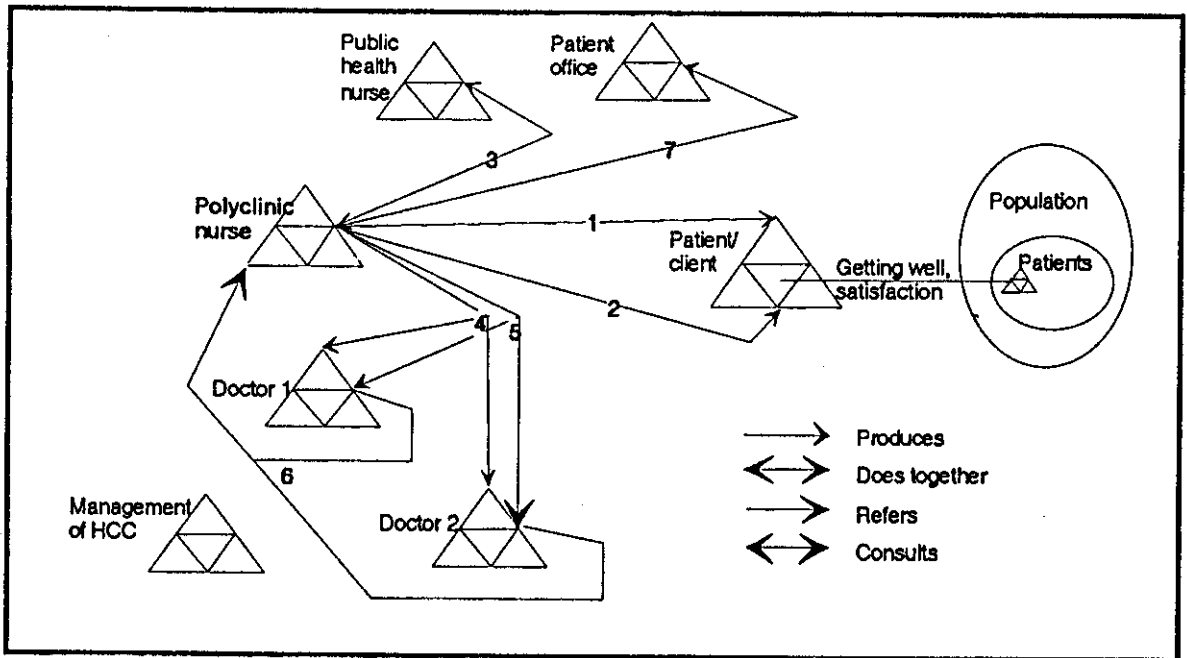 Public
health
nurse
Patient
office
3
7
Polyclinic
nurse
1
Patient/
client
Population
Patients
Getting well,
satisfaction
2
4
5
Doctor 1
6
Management
of HCC
Doctor 2
Produces
Does together
Refers
Consults